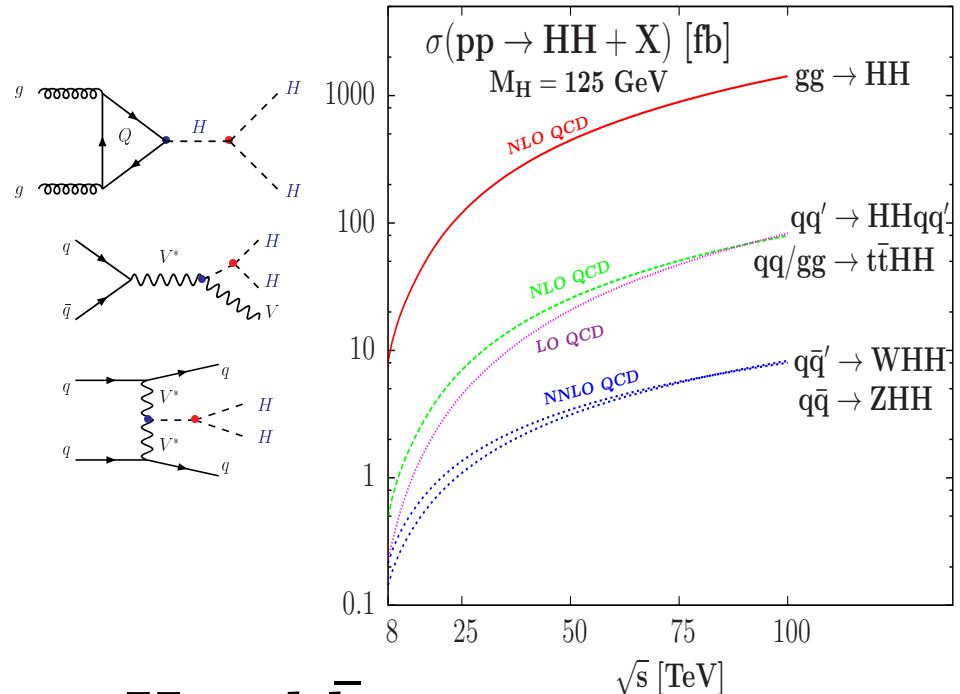 g
Q
H
H
g
H
q
V*
H
H
q̄
V
q
q
V*
H
H
V*
q
q
σ(pp → HH + X) [fb]
M_H = 125 GeV
gg → HH
NLO QCD
qq′ → HHqq′
qq/gg → tt̄HH
NLO QCD
LO QCD
qq̄′ → WHH
qq̄ → ZHH
NNLO QCD
1000
100
10
1
0.1
8 25 50 75 100
√s [TeV]